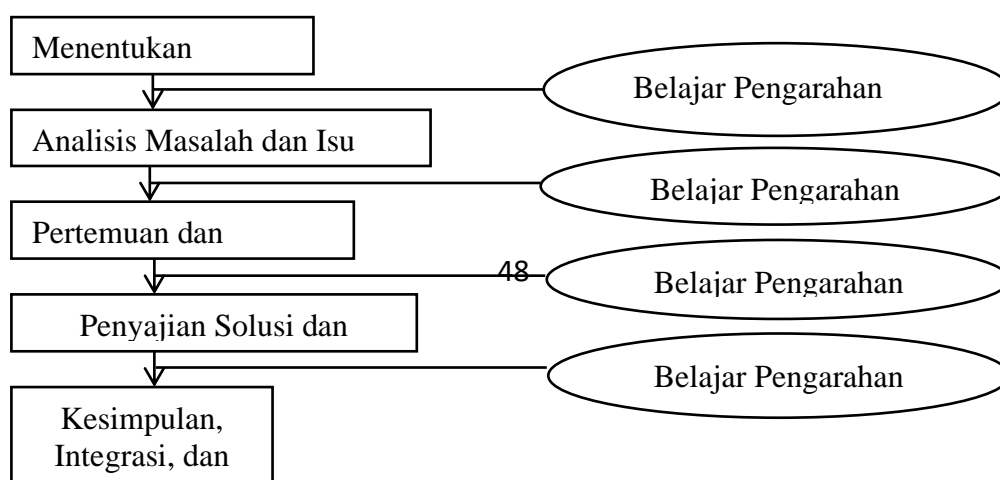 Menentukan
Belajar Pengarahan
Analisis Masalah dan Isu
Belajar Pengarahan
Pertemuan dan
48
Belajar Pengarahan
Penyajian Solusi dan
Belajar Pengarahan
Kesimpulan,
Integrasi, dan